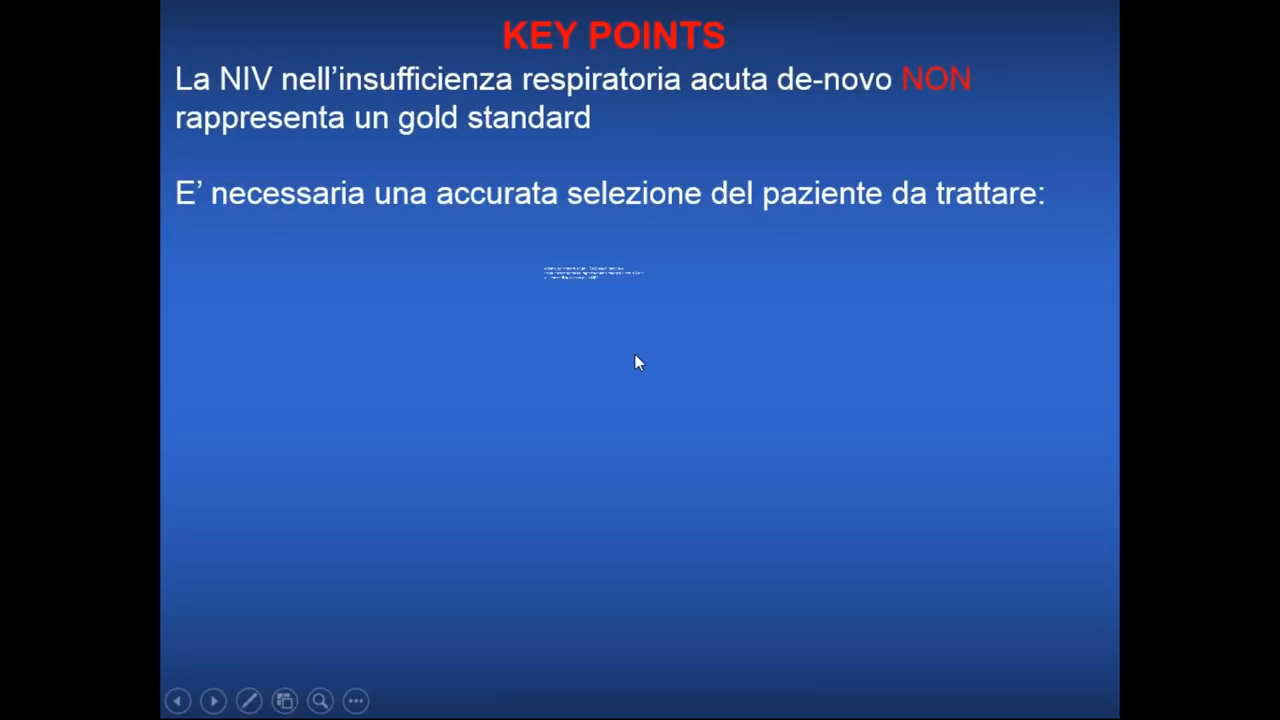 KEY POINTS
La NIV nell’insufficienza respiratoria acuta de-novo NON
rappresenta un gold standard
E’ necessaria una accurata selezione del paziente da trattare: